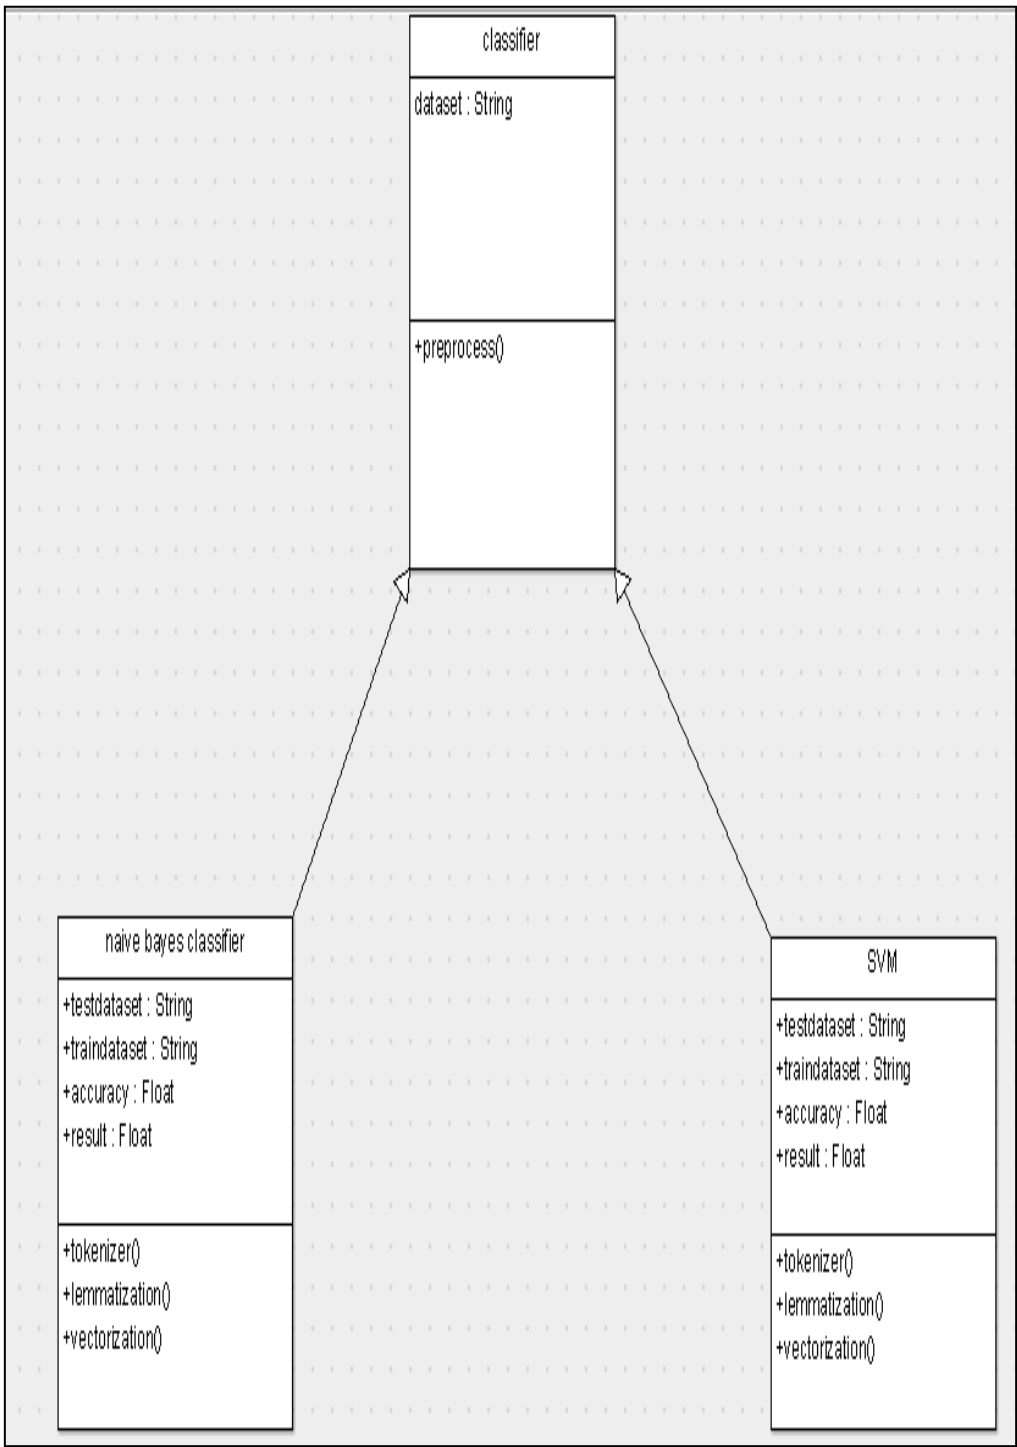 classifier
dataset : String
+preprocess()
naive bayes classifier
+testdataset : String
+traindataset : String
+accuracy : Float
+result : Float
+tokenizer()
+lemmatization()
+vectorization()
SVM
+testdataset : String
+traindataset : String
+accuracy : Float
+result : Float
+tokenizer()
+lemmatization()
+vectorization()